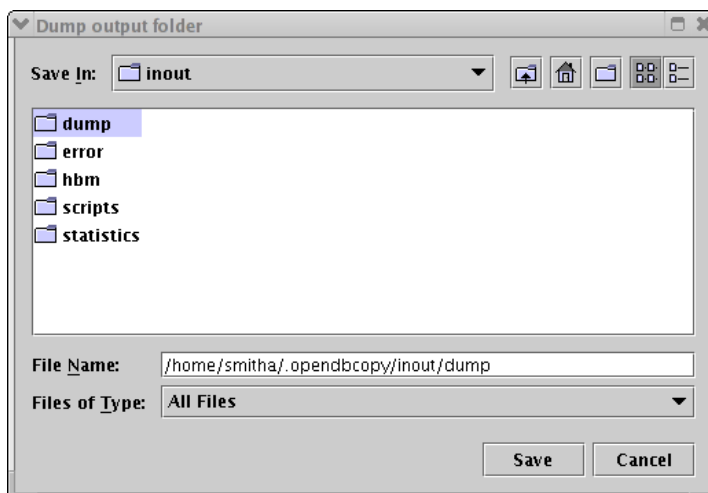 Dump output folder
Save In: inout
dump
error
hbm
scripts
statistics
File Name: /home/smitha/.opendbcopy/inout/dump
Files of Type: All Files
Save Cancel